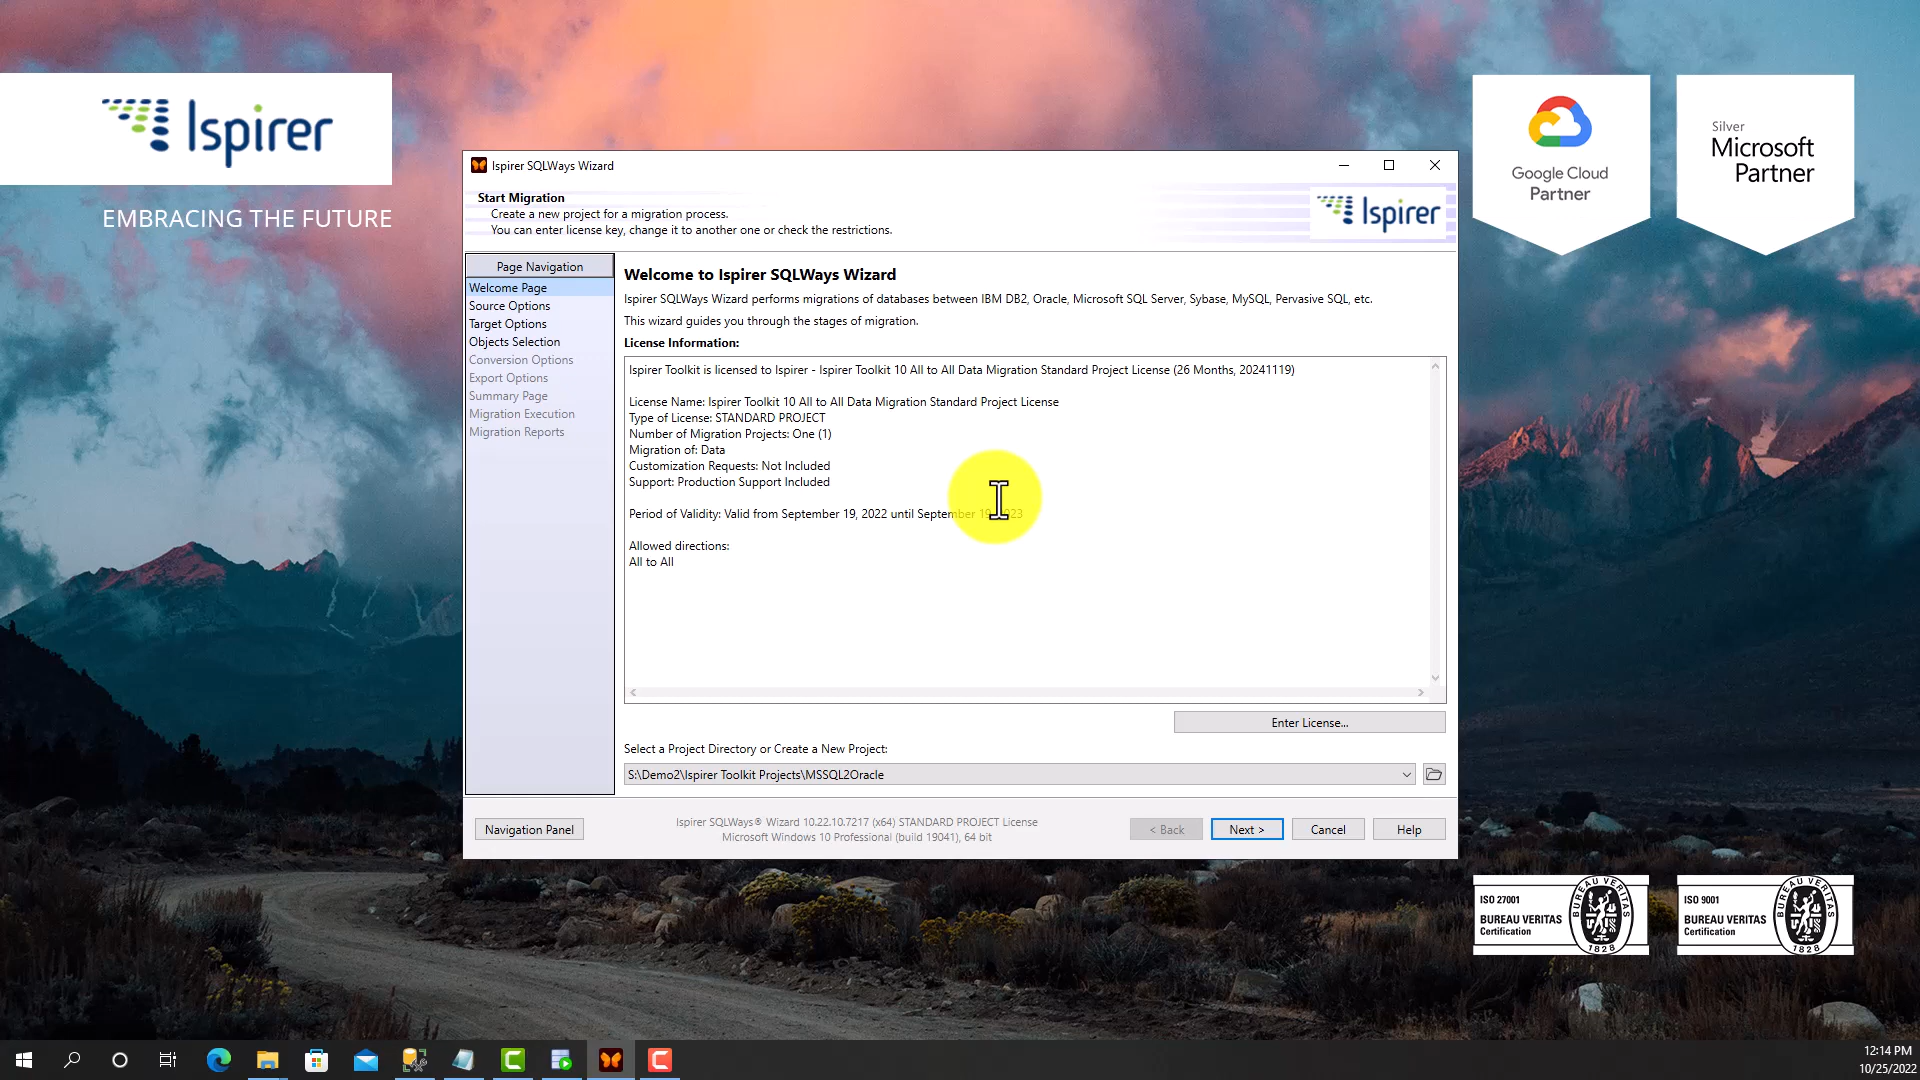 Ispirer
EMBRACING THE FUTURE
Google Cloud
Partner
Silver
Microsoft
Partner
Ispirer SQLWays Wizard
Start Migration
Create a new project for a migration process.
You can enter license key, change it to another one or check the restrictions.
Ispirer
Page Navigation
Welcome Page
Source Options
Target Options
Objects Selection
Conversion Options
Export Options
Summary Page
Migration Execution
Migration Reports
Welcome to Ispirer SQLWays Wizard
Ispirer SQLWays Wizard performs migrations of databases between IBM DB2, Oracle, Microsoft SQL Server, Sybase, MySQL, Pervasive SQL, etc.
This wizard guides you through the stages of migration.
License Information:
Ispirer Toolkit is licensed to Ispirer - Ispirer Toolkit 10 All to All Data Migration Standard Project License (26 Months, 20241119)
License Name: Ispirer Toolkit 10 All to All Data Migration Standard Project License
Type of License: STANDARD PROJECT
Number of Migration Projects: One (1)
Migration of: Data
Customization Requests: Not Included
Support: Production Support Included
Period of Validity: Valid from September 19, 2022 until September
Allowed directions:
All to All
Enter License...
Select a Project Directory or Create a New Project:
S:\Demo2\Ispirer Toolkit Projects\MSSQL2Oracle
Navigation Panel
Ispirer SQLWays® Wizard 10.22.10.7217 (x64) STANDARD PROJECT License
Microsoft Windows 10 Professional (build 19041), 64 bit
< Back
Next >
Cancel
Help
ISO 27001
BUREAU VERITAS
Certification
BUREAU VERITAS
1828
ISO 9001
BUREAU VERITAS
Certification
BUREAU VERITAS
1828
12:14 PM
10/25/2022